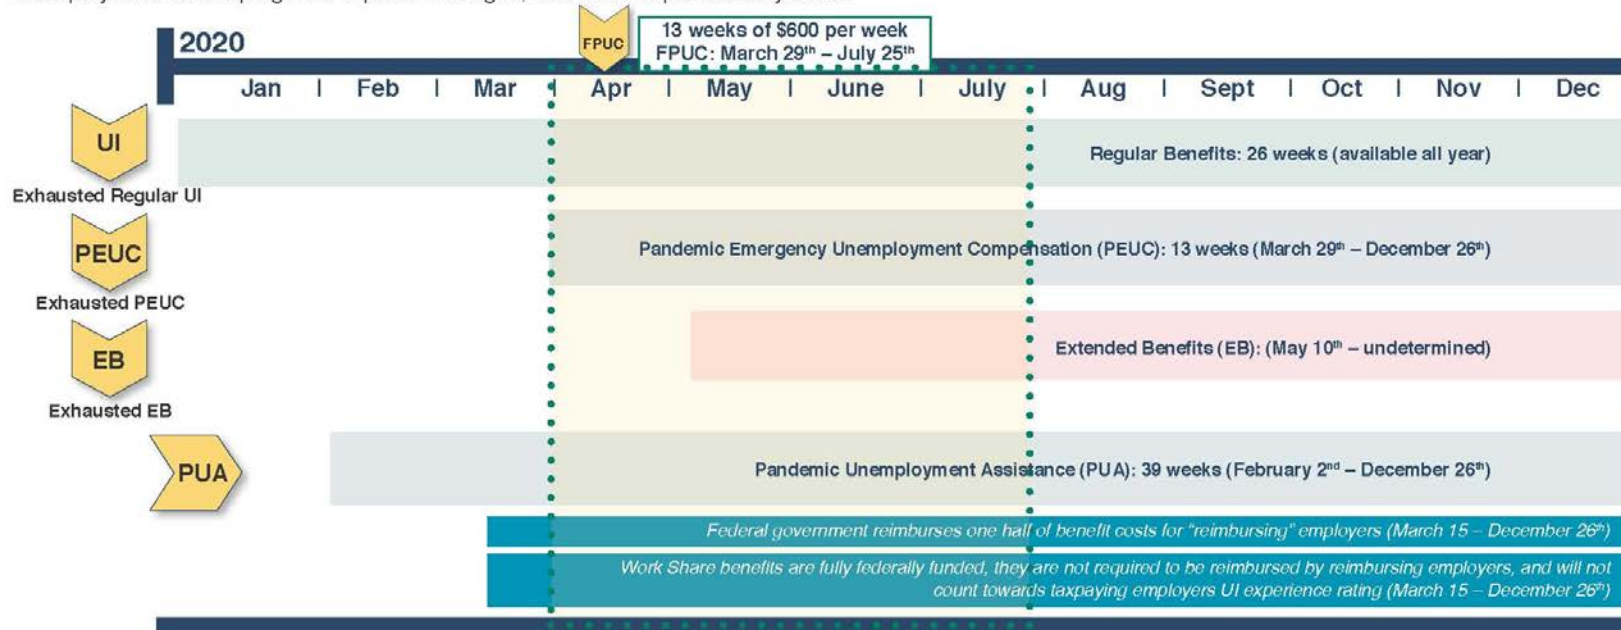 2020
FPUC
13 weeks of $600 per week
FPUC: March 29th – July 25th
Jan | Feb | Mar | Apr | May | June | July | Aug | Sept | Oct | Nov | Dec
UI
Regular Benefits: 26 weeks (available all year)
Exhausted Regular UI
PEUC
Pandemic Emergency Unemployment Compensation (PEUC): 13 weeks (March 29th – December 26th)
Exhausted PEUC
EB
Extended Benefits (EB): (May 10th – undetermined)
Exhausted EB
PUA
Pandemic Unemployment Assistance (PUA): 39 weeks (February 2nd – December 26th)
Federal government reimburses one half of benefit costs for "reimbursing" employers (March 15 – December 26th)
Work Share benefits are fully federally funded, they are not required to be reimbursed by reimbursing employers, and will not
count towards taxpaying employers UI experience rating (March 15 – December 26th)